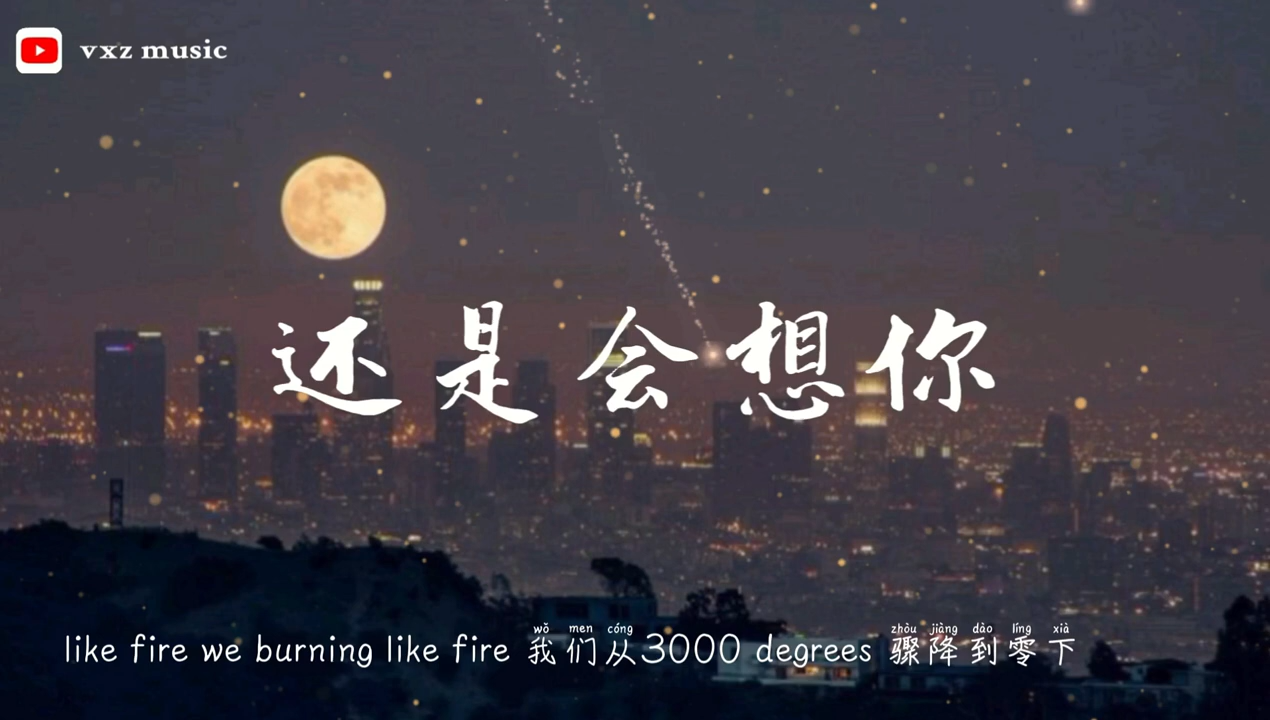 vxz music
还是会想你
wǒ men cóng zhòu jiàng dào líng xià
like fire we burning like fire 我们从3000 degrees 骤降到零下